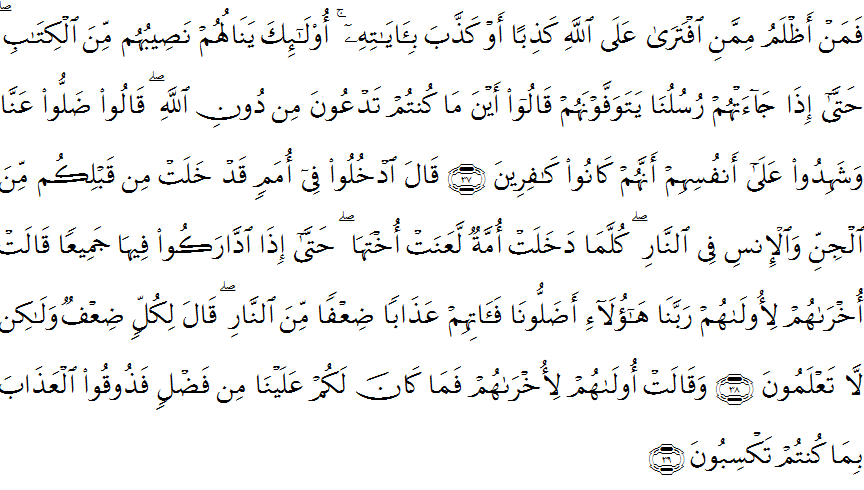 فَمَنْ أَظْلَمُ مِمَّنِ ٱفْتَرَىٰ عَلَى ٱللَّهِ كَذِبًا أَوْ كَذَّبَ بِـَٔايَـٰتِهِۦٓ ۚ أُو۟لَـٰٓئِكَ يَنَالُهُمْ نَصِيبُهُم مِّنَ ٱلْكِتَـٰبِ ۖ
حَتَّىٰٓ إِذَا جَآءَتْهُمْ رُسُلُنَا يَتَوَفَّوْنَهُمْ قَالُوٓا۟ أَيْنَ مَا كُنتُمْ تَدْعُونَ مِن دُونِ ٱللَّهِ ۖ قَالُوا۟ ضَلُّوا۟ عَنَّا
وَشَهِدُوا۟ عَلَىٰٓ أَنفُسِهِمْ أَنَّهُمْ كَانُوا۟ كَـٰفِرِينَ ﴿٣٧﴾ قَالَ ٱدْخُلُوا۟ فِىٓ أُمَمٍ قَدْ خَلَتْ مِن قَبْلِكُم مِّنَ
ٱلْجِنِّ وَٱلْإِنسِ فِى ٱلنَّارِ ۖ كُلَّمَا دَخَلَتْ أُمَّةٌ لَّعَنَتْ أُخْتَهَا ۖ حَتَّىٰٓ إِذَا ٱدَّارَكُوا۟ فِيهَا جَمِيعًا قَالَتْ
أُخْرَىٰهُمْ لِأُولَىٰهُمْ رَبَّنَا هَـٰٓؤُلَآءِ أَضَلُّونَا فَـَٔاتِهِمْ عَذَابًا ضِعْفًا مِّنَ ٱلنَّارِ ۖ قَالَ لِكُلٍّ ضِعْفٌ وَلَـٰكِن
لَّا تَعْلَمُونَ ﴿٣٨﴾ وَقَالَتْ أُولَىٰهُمْ لِأُخْرَىٰهُمْ فَمَا كَانَ لَكُمْ عَلَيْنَا مِن فَضْلٍ فَذُوقُوا۟ ٱلْعَذَابَ
بِمَا كُنتُمْ تَكْسِبُونَ ﴿٣٩﴾